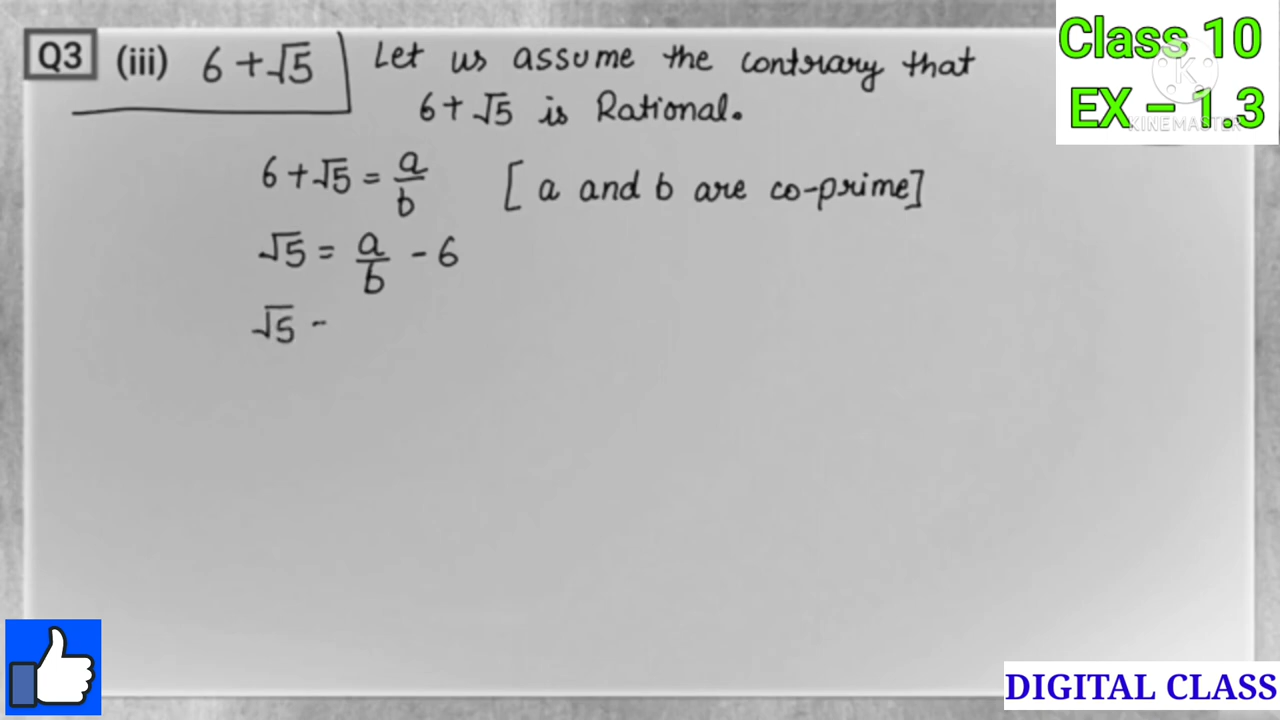 Q3 (iii) 6 + √5 Let us assume the contrary that
6 + √5 is Rational.
6 + √5 = a/b [a and b are co-prime]
√5 = a/b - 6
√5 -
Class 10
EX - 1.3
K
KINEMASTER
DIGITAL CLASS